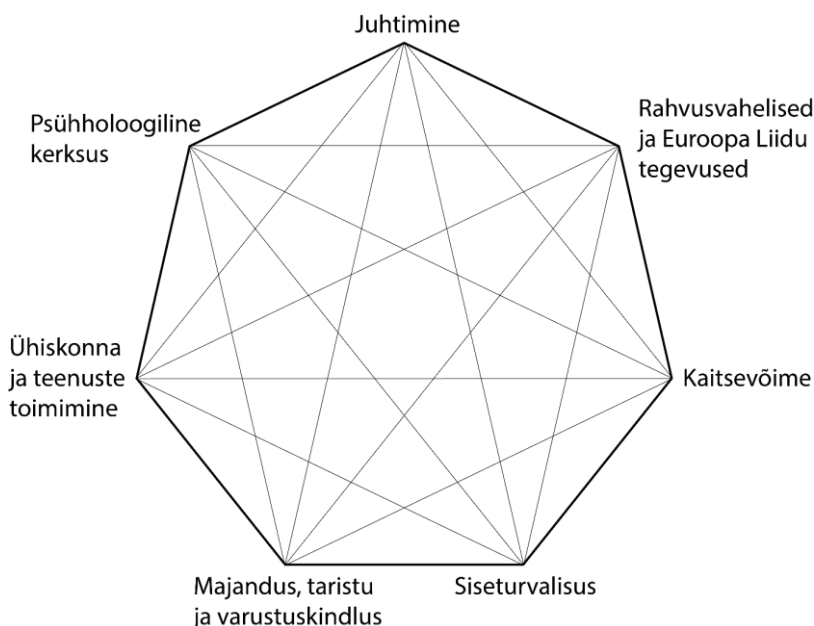 Juhtimine
Rahvusvahelised
ja Euroopa Liidu
tegevused
Psühholoogiline
kerksus
Ühiskonna
ja teenuste
toimimine
Kaitsevõime
Majandus, taristu
ja varustuskindlus
Siseturvalisus